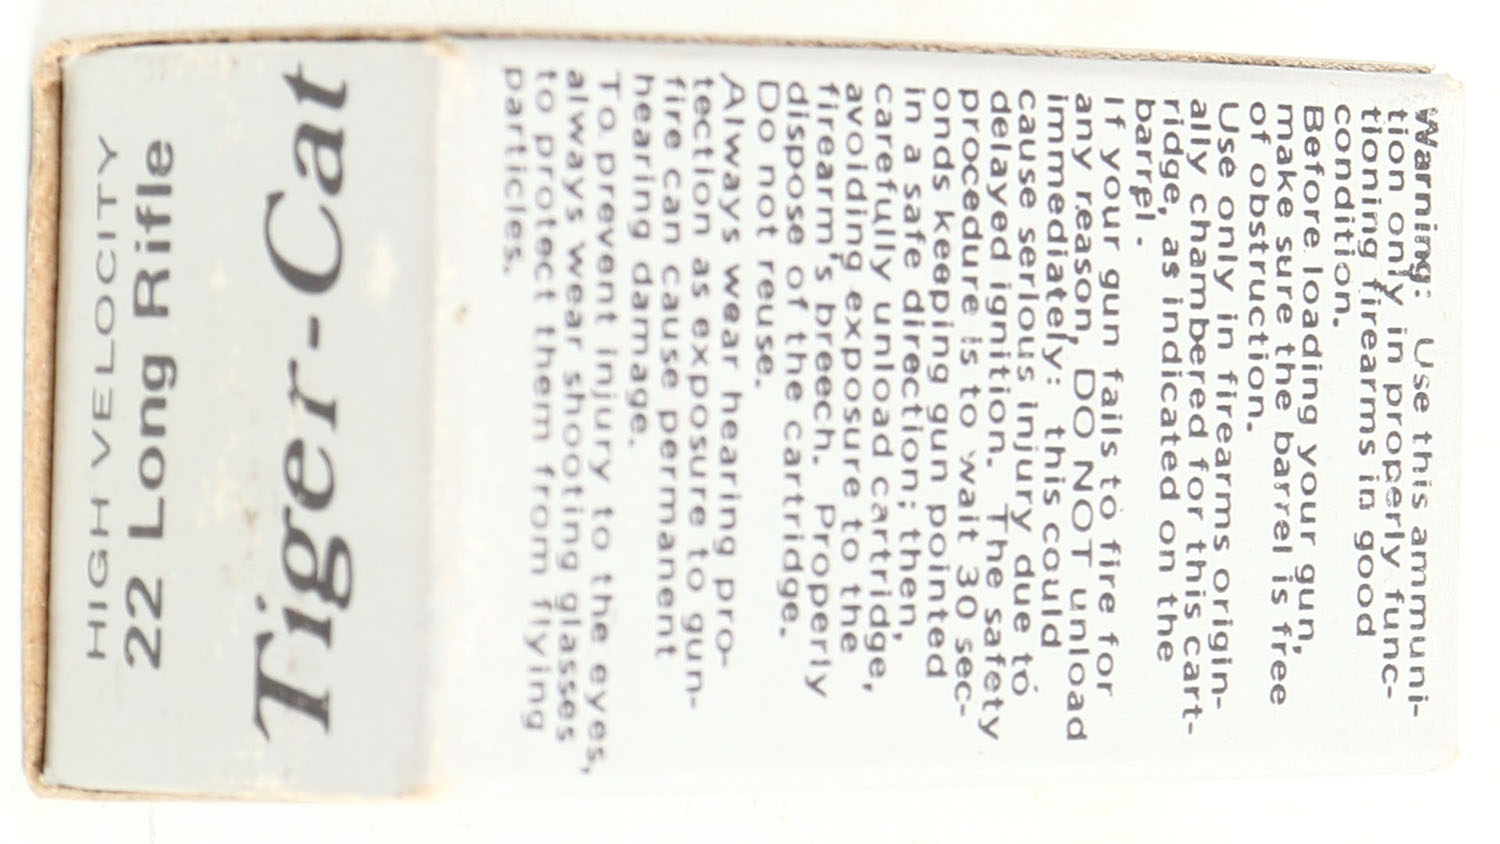 HIGH VELOCITY
22 Long Rifle
Tiger-Cat
Warning: Use this ammuni-
tion only in properly func-
tioning firearms in good
condition.
Before loading your gun,
make sure the barrel is free
of obstruction.
Use only in firearms origin-
ally chambered for this cart-
ridge, as indicated on the
barrel.
If your gun fails to fire for
any reason, DO NOT unload
immediately: this could
cause serious injury due to
delayed ignition. The safety
procedure is to wait 30 sec-
onds keeping gun pointed
in a safe direction; then,
carefully unload cartridge,
avoiding exposure to the
firearm's breech. Properly
dispose of the cartridge.
Do not reuse.
Always wear hearing pro-
tection as exposure to gun-
fire can cause permanent
hearing damage.
To prevent injury to the eyes,
always wear shooting glasses
to protect them from flying
particles.